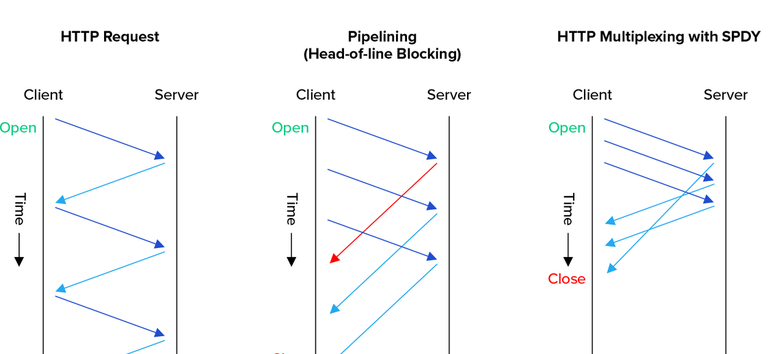 HTTP Request
Pipelining
(Head-of-line Blocking)
HTTP Multiplexing with SPDY
Client
Server
Client
Server
Client
Server
Open
Open
Open
Time
Time
Time
Close